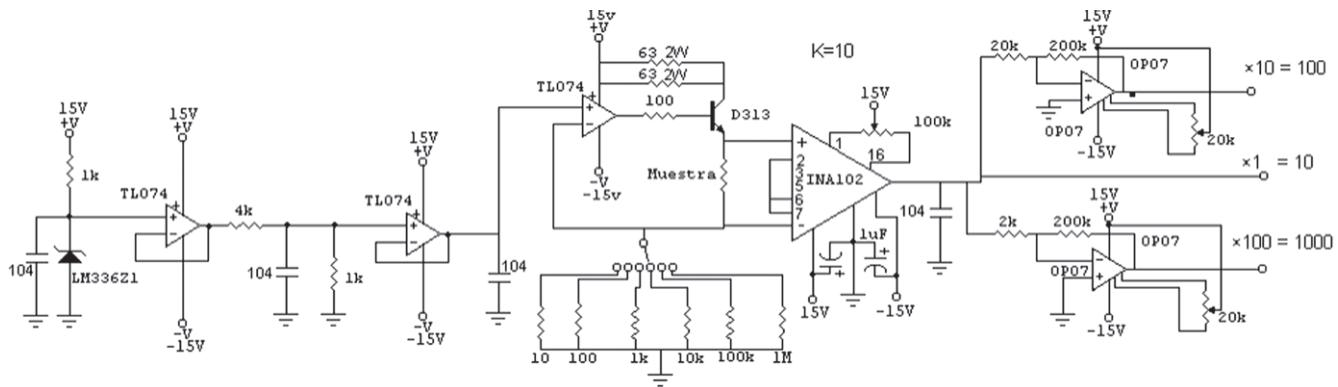 15V
+V
1k
104
LM336Z1
15V
+V
TL074
-V
-15V
4k
104
1k
15V
+V
TL074
-V
-15V
104
15v
+V
TL074
-V
-15v
63 2W
63 2W
100
D313
Muestra
10
100
1k
10k
100k
1M
K=10
15V
100k
+
2
3
5
6
7
-
1
16
INA102
1uF
15V
-15V
104
20k
200k
15V
+V
OP07
OP07
-15V
20k
×10 = 100
×1 = 10
2k
200k
15V
+V
OP07
OP07
-15V
20k
×100 = 1000